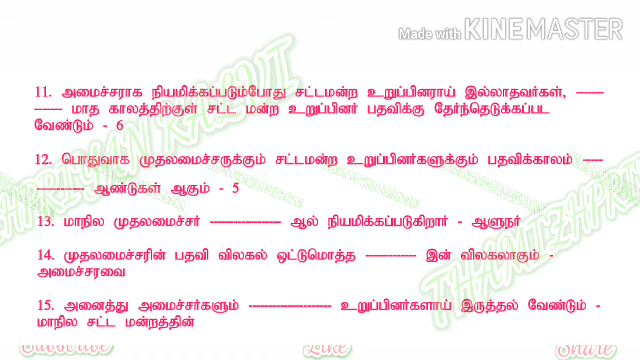 Made with KINEMASTER
11. அமைச்சராக நியமிக்கப்படும்போது சட்டமன்ற உறுப்பினராய் இல்லாதவர்கள், -------
------- மாத காலத்திற்குள் சட்ட மன்ற உறுப்பினர் பதவிக்கு தேர்ந்தெடுக்கப்பட
வேண்டும் - 6
12. பொதுவாக முதலமைச்சருக்கும் சட்டமன்ற உறுப்பினர்களுக்கும் பதவிக்காலம் -----
------------ ஆண்டுகள் ஆகும் - 5
13. மாநில முதலமைச்சர் ----------------- ஆல் நியமிக்கப்படுகிறார் - ஆளுநர்
14. முதலமைச்சரின் பதவி விலகல் ஒட்டுமொத்த ------------ இன் விலகலாகும் -
அமைச்சரவை
15. அனைத்து அமைச்சர்களும் -------------------- உறுப்பினர்களாய் இருத்தல் வேண்டும் -
மாநில சட்ட மன்றத்தின்
Subscribe Like Share